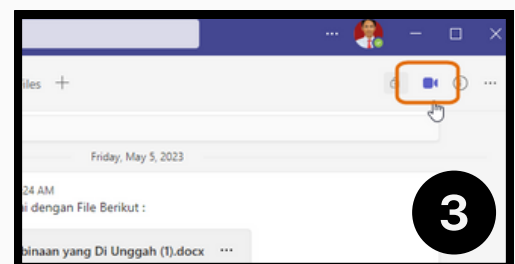 iles +
Friday, May 5, 2023
24 AM
i dengan File Berikut :
binaan yang Di Unggah (1).docx ...
3